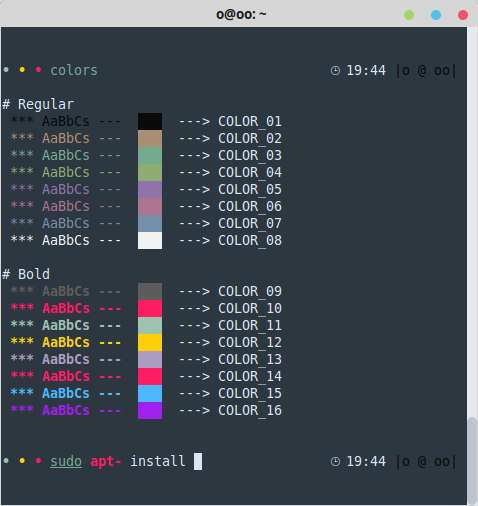 o@oo: ~
• • • colors 19:44 |o @ oo|
# Regular
*** AaBbCs --- ---> COLOR_01
*** AaBbCs --- ---> COLOR_02
*** AaBbCs --- ---> COLOR_03
*** AaBbCs --- ---> COLOR_04
*** AaBbCs --- ---> COLOR_05
*** AaBbCs --- ---> COLOR_06
*** AaBbCs --- ---> COLOR_07
*** AaBbCs --- ---> COLOR_08
# Bold
*** AaBbCs --- ---> COLOR_09
*** AaBbCs --- ---> COLOR_10
*** AaBbCs --- ---> COLOR_11
*** AaBbCs --- ---> COLOR_12
*** AaBbCs --- ---> COLOR_13
*** AaBbCs --- ---> COLOR_14
*** AaBbCs --- ---> COLOR_15
*** AaBbCs --- ---> COLOR_16
• • • sudo apt- install 19:44 |o @ oo|